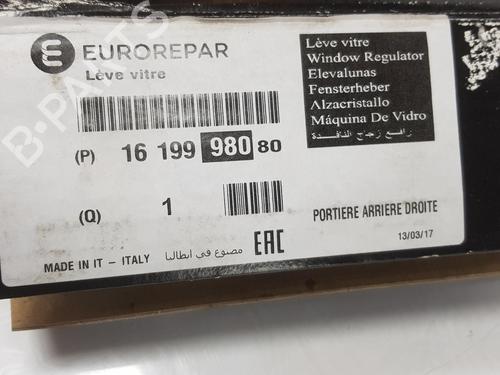 EUROREPAR
Lève vitre
(P) 16 199 980 80
(Q) 1
MADE IN IT - ITALY
مصنوع في ايطاليا
EAC
Lève vitre
Window Regulator
Elevalunas
Fensterheber
Alzacristallo
Máquina De Vidro
رافع زجاج النافدة
PORTIERE ARRIERE DROITE
13/03/17
B-PARTS